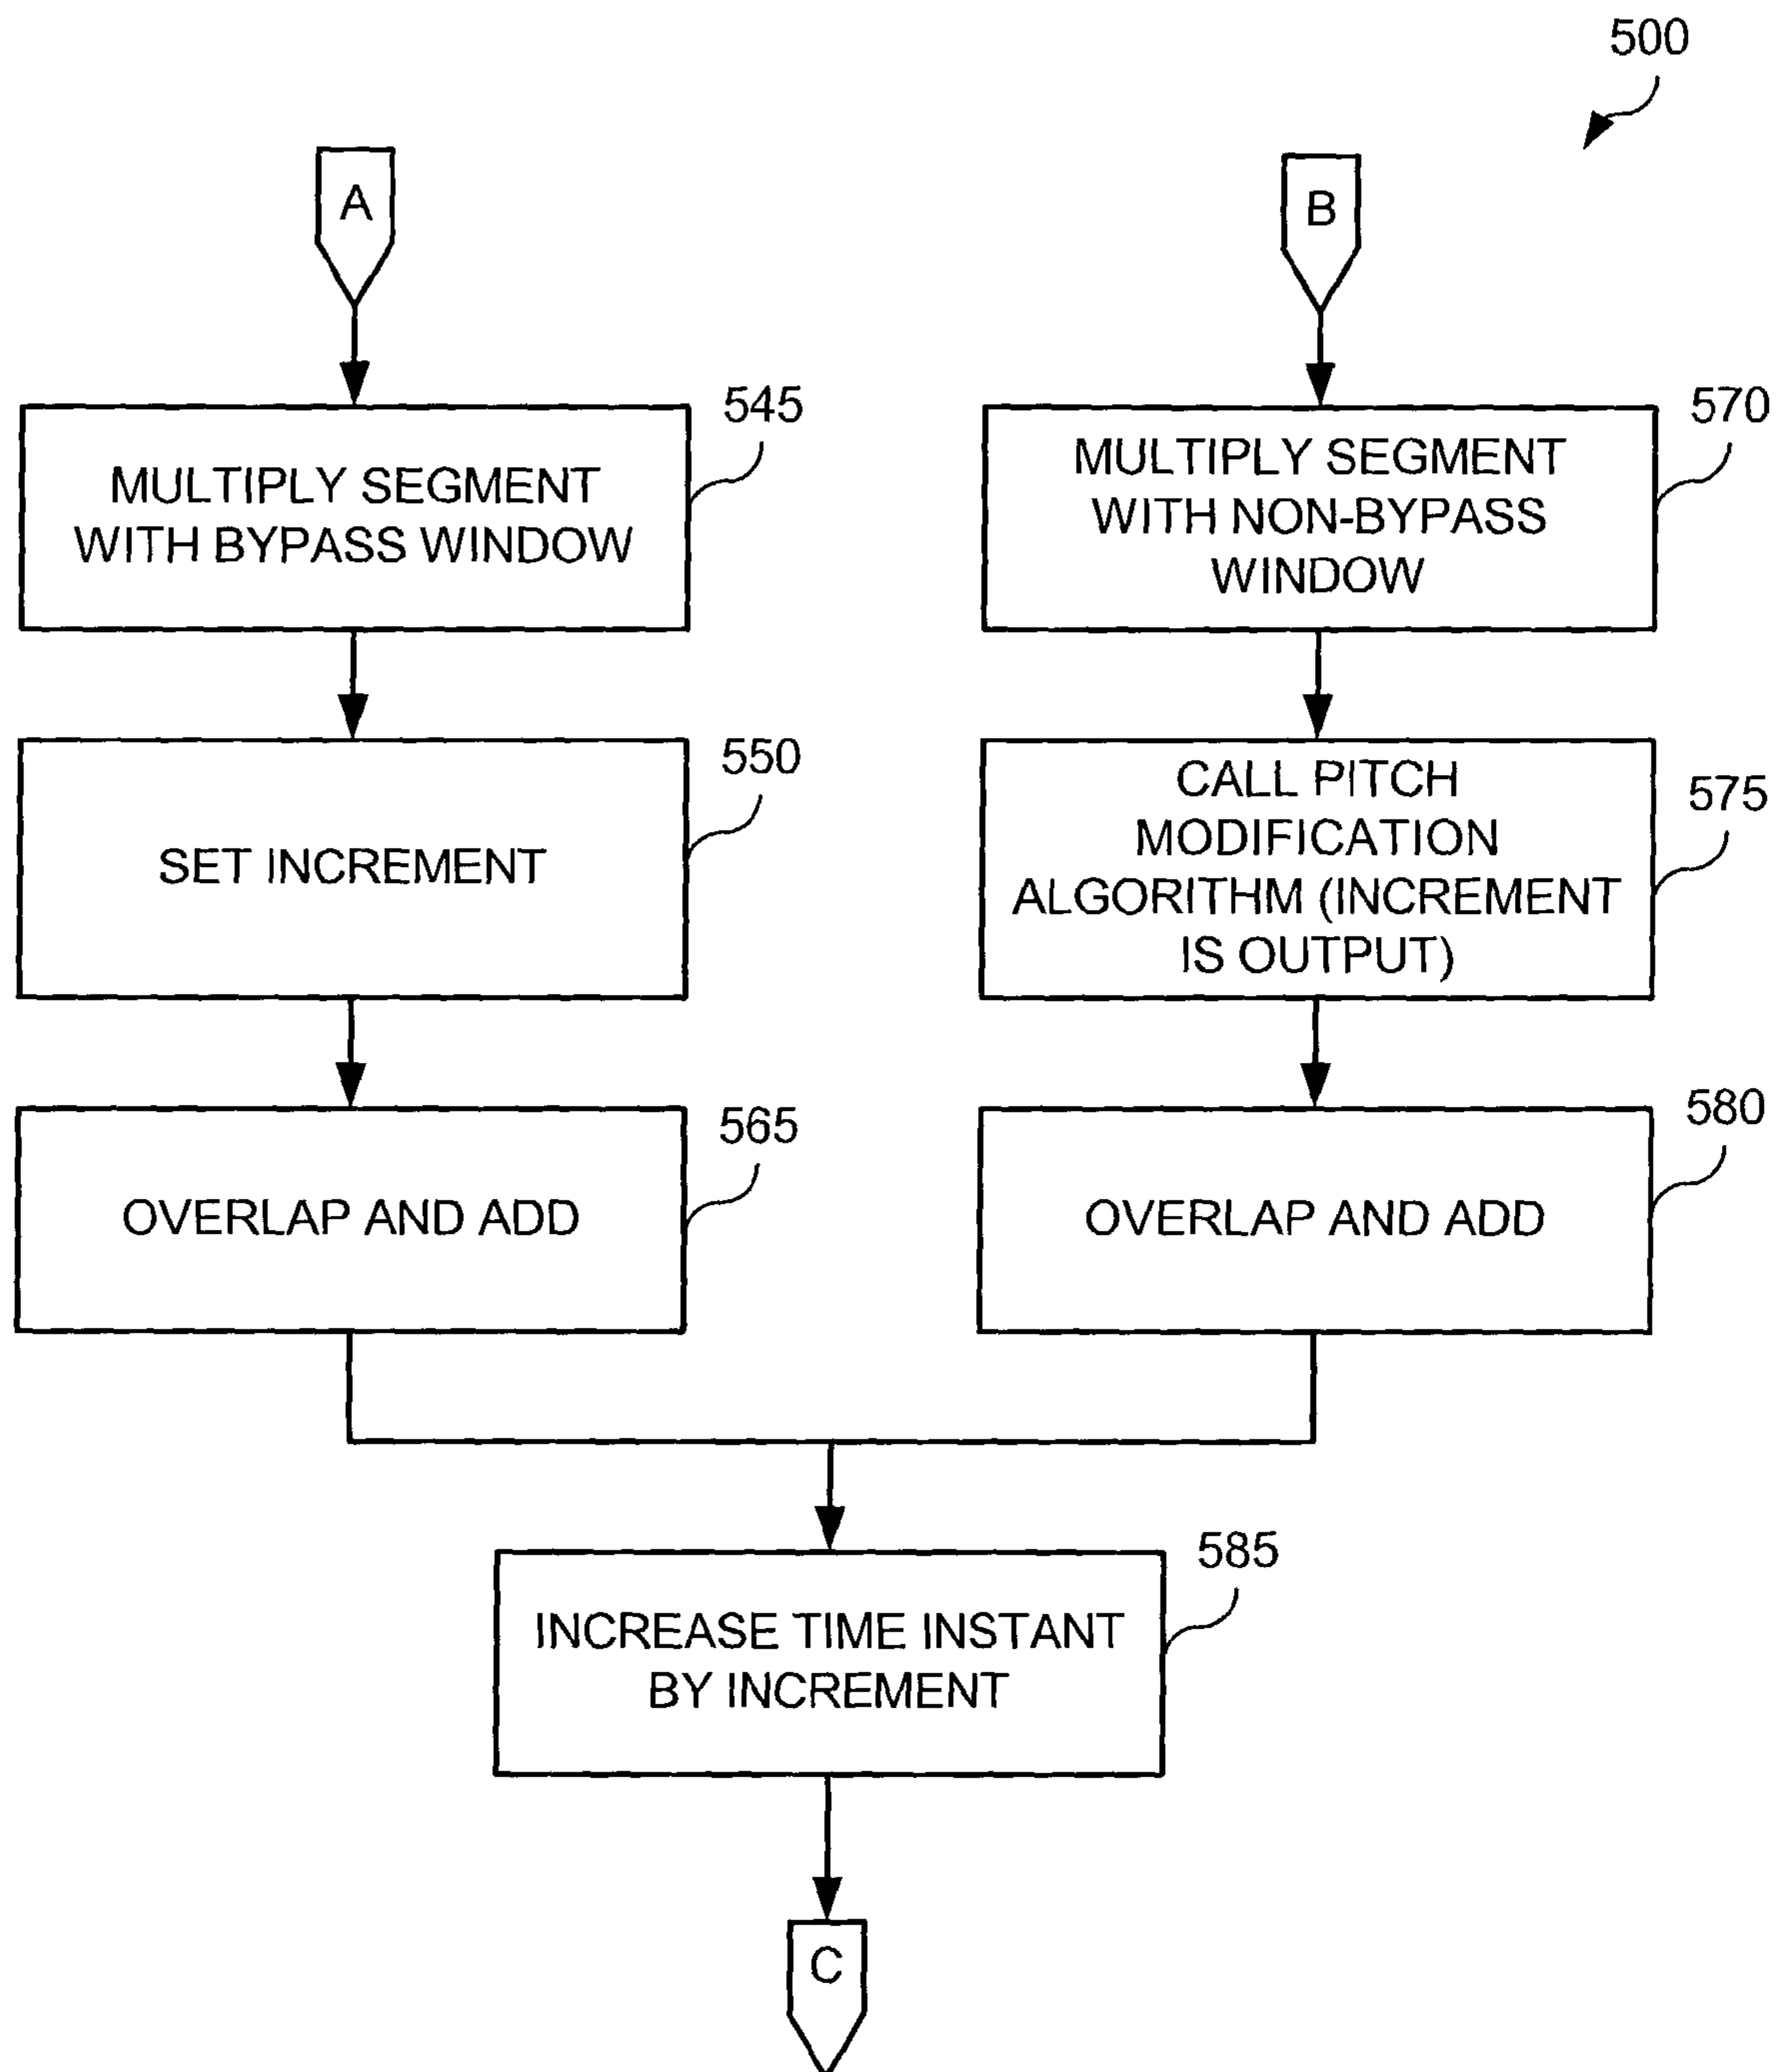 500
A
B
545
MULTIPLY SEGMENT
WITH BYPASS WINDOW
570
MULTIPLY SEGMENT
WITH NON-BYPASS
WINDOW
550
SET INCREMENT
575
CALL PITCH
MODIFICATION
ALGORITHM (INCREMENT
IS OUTPUT)
565
OVERLAP AND ADD
580
OVERLAP AND ADD
585
INCREASE TIME INSTANT
BY INCREMENT
C